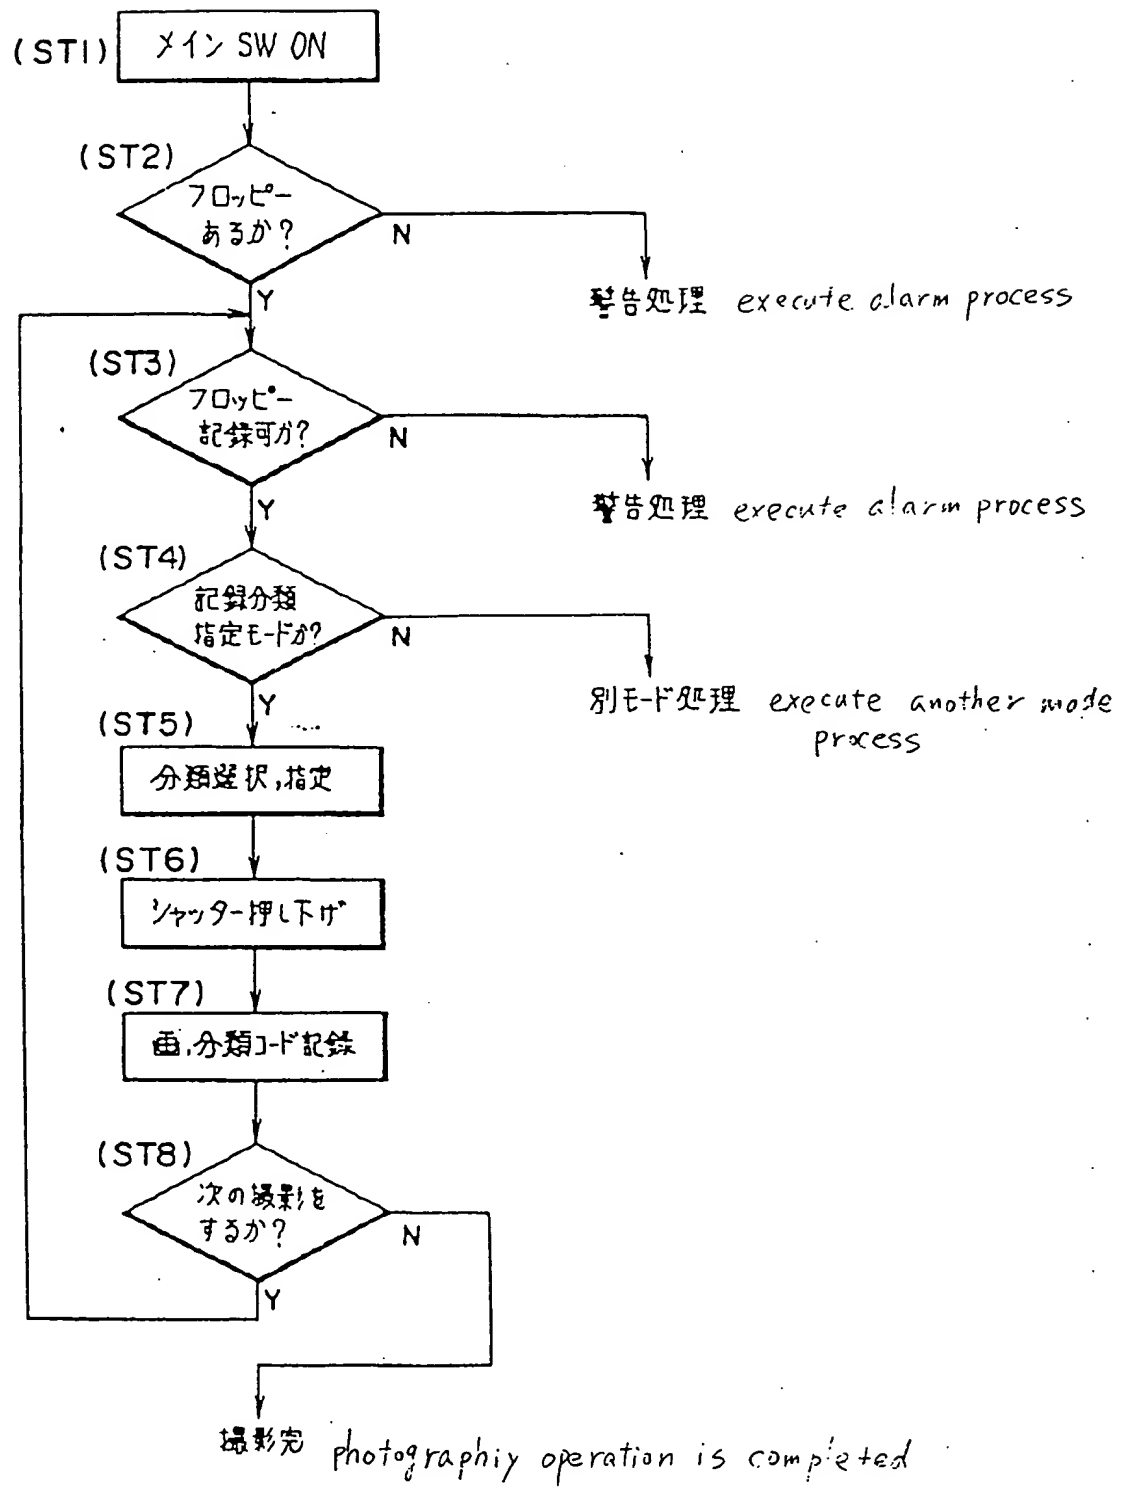 (ST1)
メイン SW ON
(ST2)
フロッピー
あるか?
N
Y
警告処理 execute alarm process
(ST3)
フロッピー
記録可か?
N
Y
警告処理 execute alarm process
(ST4)
記録分類
指定モードか?
N
Y
別モード処理 execute another mode
process
(ST5)
分類選択,指定
(ST6)
シャッター押し下げ
(ST7)
画,分類コード記録
(ST8)
次の撮影を
するか?
N
Y
撮影完 photographiy operation is completed